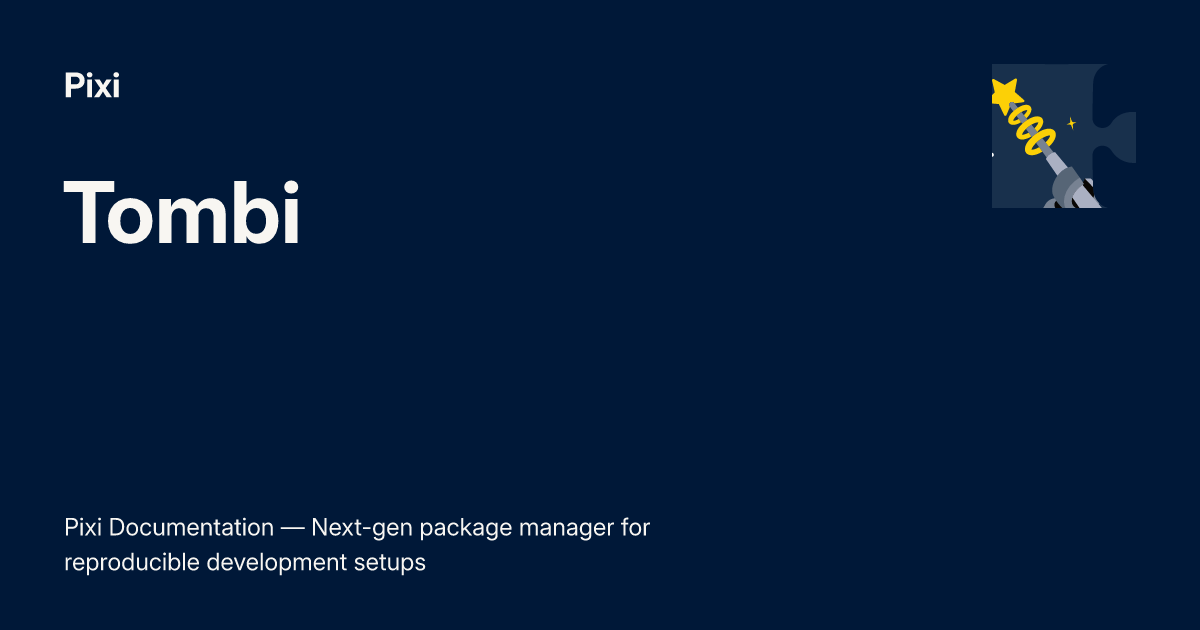 Pixi
Tombi
Pixi Documentation — Next-gen package manager for
reproducible development setups